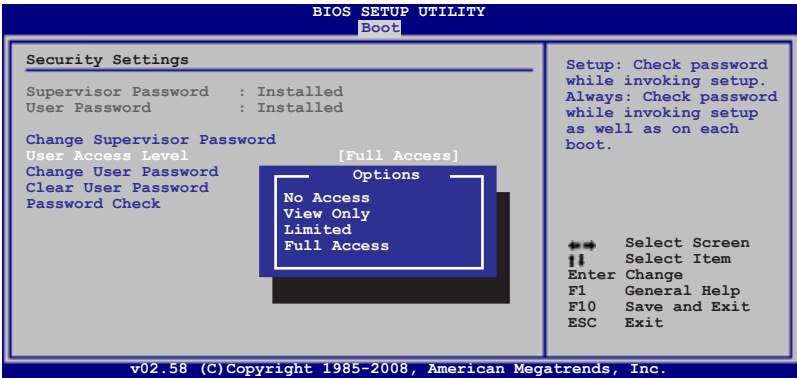 BIOS SETUP UTILITY
Boot
Security Settings
Supervisor Password : Installed
User Password : Installed
Change Supervisor Password
User Access Level [Full Access]
Change User Password
Clear User Password
Password Check
Options
No Access
View Only
Limited
Full Access
Setup: Check password
while invoking setup.
Always: Check password
while invoking setup
as well as on each
boot.
Select Screen
Select Item
Enter Change
F1 General Help
F10 Save and Exit
ESC Exit
v02.58 (C)Copyright 1985-2008, American Megatrends, Inc.